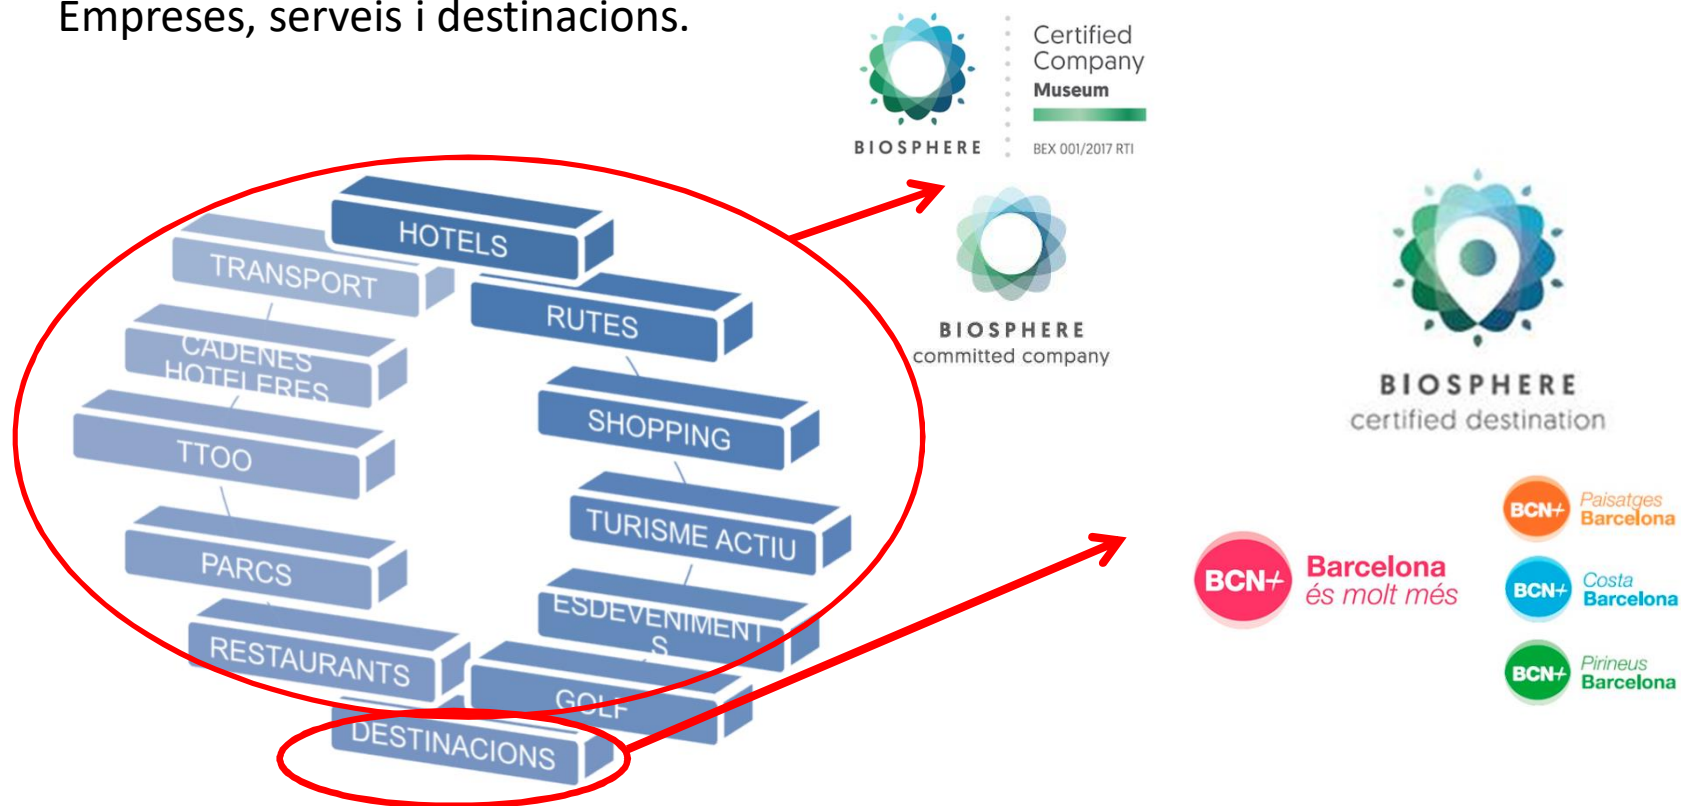 Empreses, serveis i destinacions.
BIOSPHERE
Certified
Company
Museum
BEX 001/2017 RTI
HOTELS
TRANSPORT
RUTES
CADENES
HOTELERES
SHOPPING
TTOO
TURISME ACTIU
PARCS
ESDEVENIMENT
S
RESTAURANTS
GOLF
DESTINACIONS
BIOSPHERE
committed company
BIOSPHERE
certified destination
BCN+ Barcelona
és molt més
BCN+ Paisatges
Barcelona
BCN+ Costa
Barcelona
BCN+ Pirineus
Barcelona